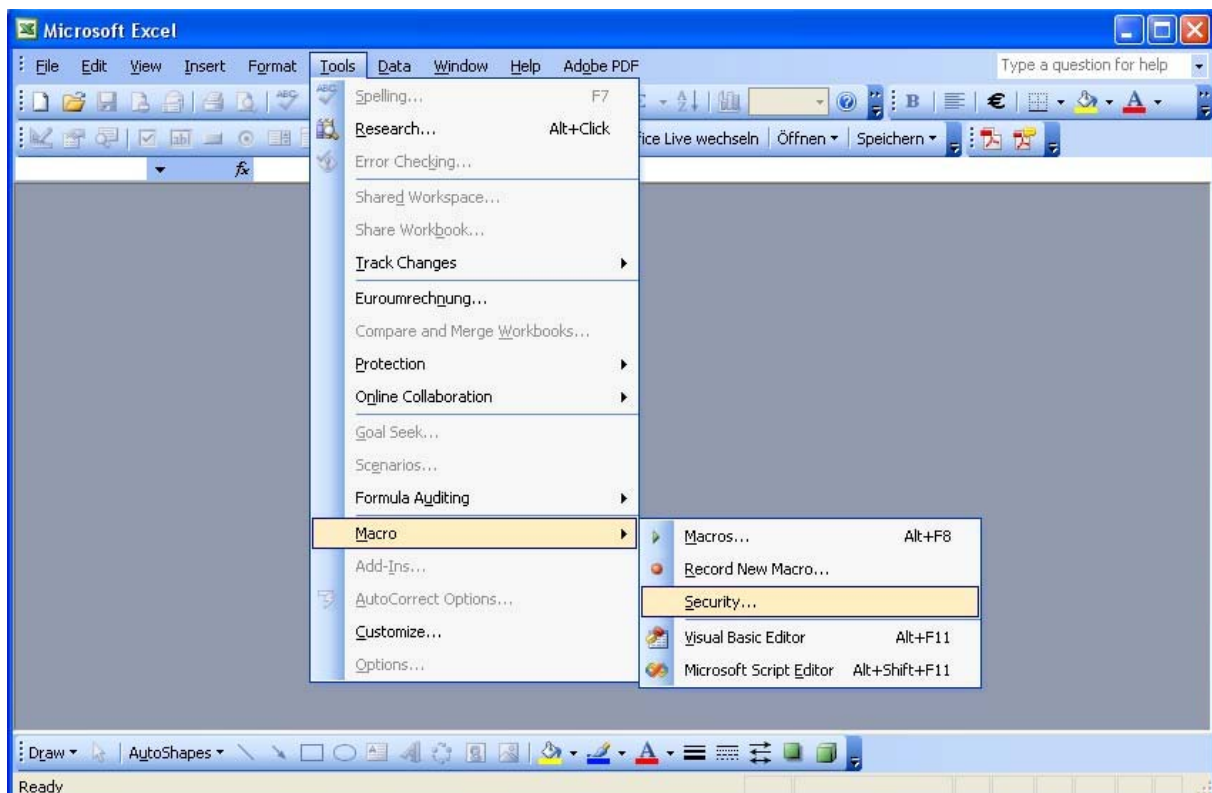 Microsoft Excel
File Edit View Insert Format Tools Data Window Help Adobe PDF Type a question for help
ABC ABC Spelling... F7 B €  A
Research... Alt+Click ice Live wechseln Öffnen Speichern
Error Checking... fx
Shared Workspace...
Share Workbook...
Track Changes
Euroumrechnung...
Compare and Merge Workbooks...
Protection
Online Collaboration
Goal Seek...
Scenarios...
Formula Auditing
Macro Macros... Alt+F8
Add-Ins... Record New Macro...
AutoCorrect Options... Security...
Customize... Visual Basic Editor Alt+F11
Options... Microsoft Script Editor Alt+Shift+F11
Draw AutoShapes A A
Ready